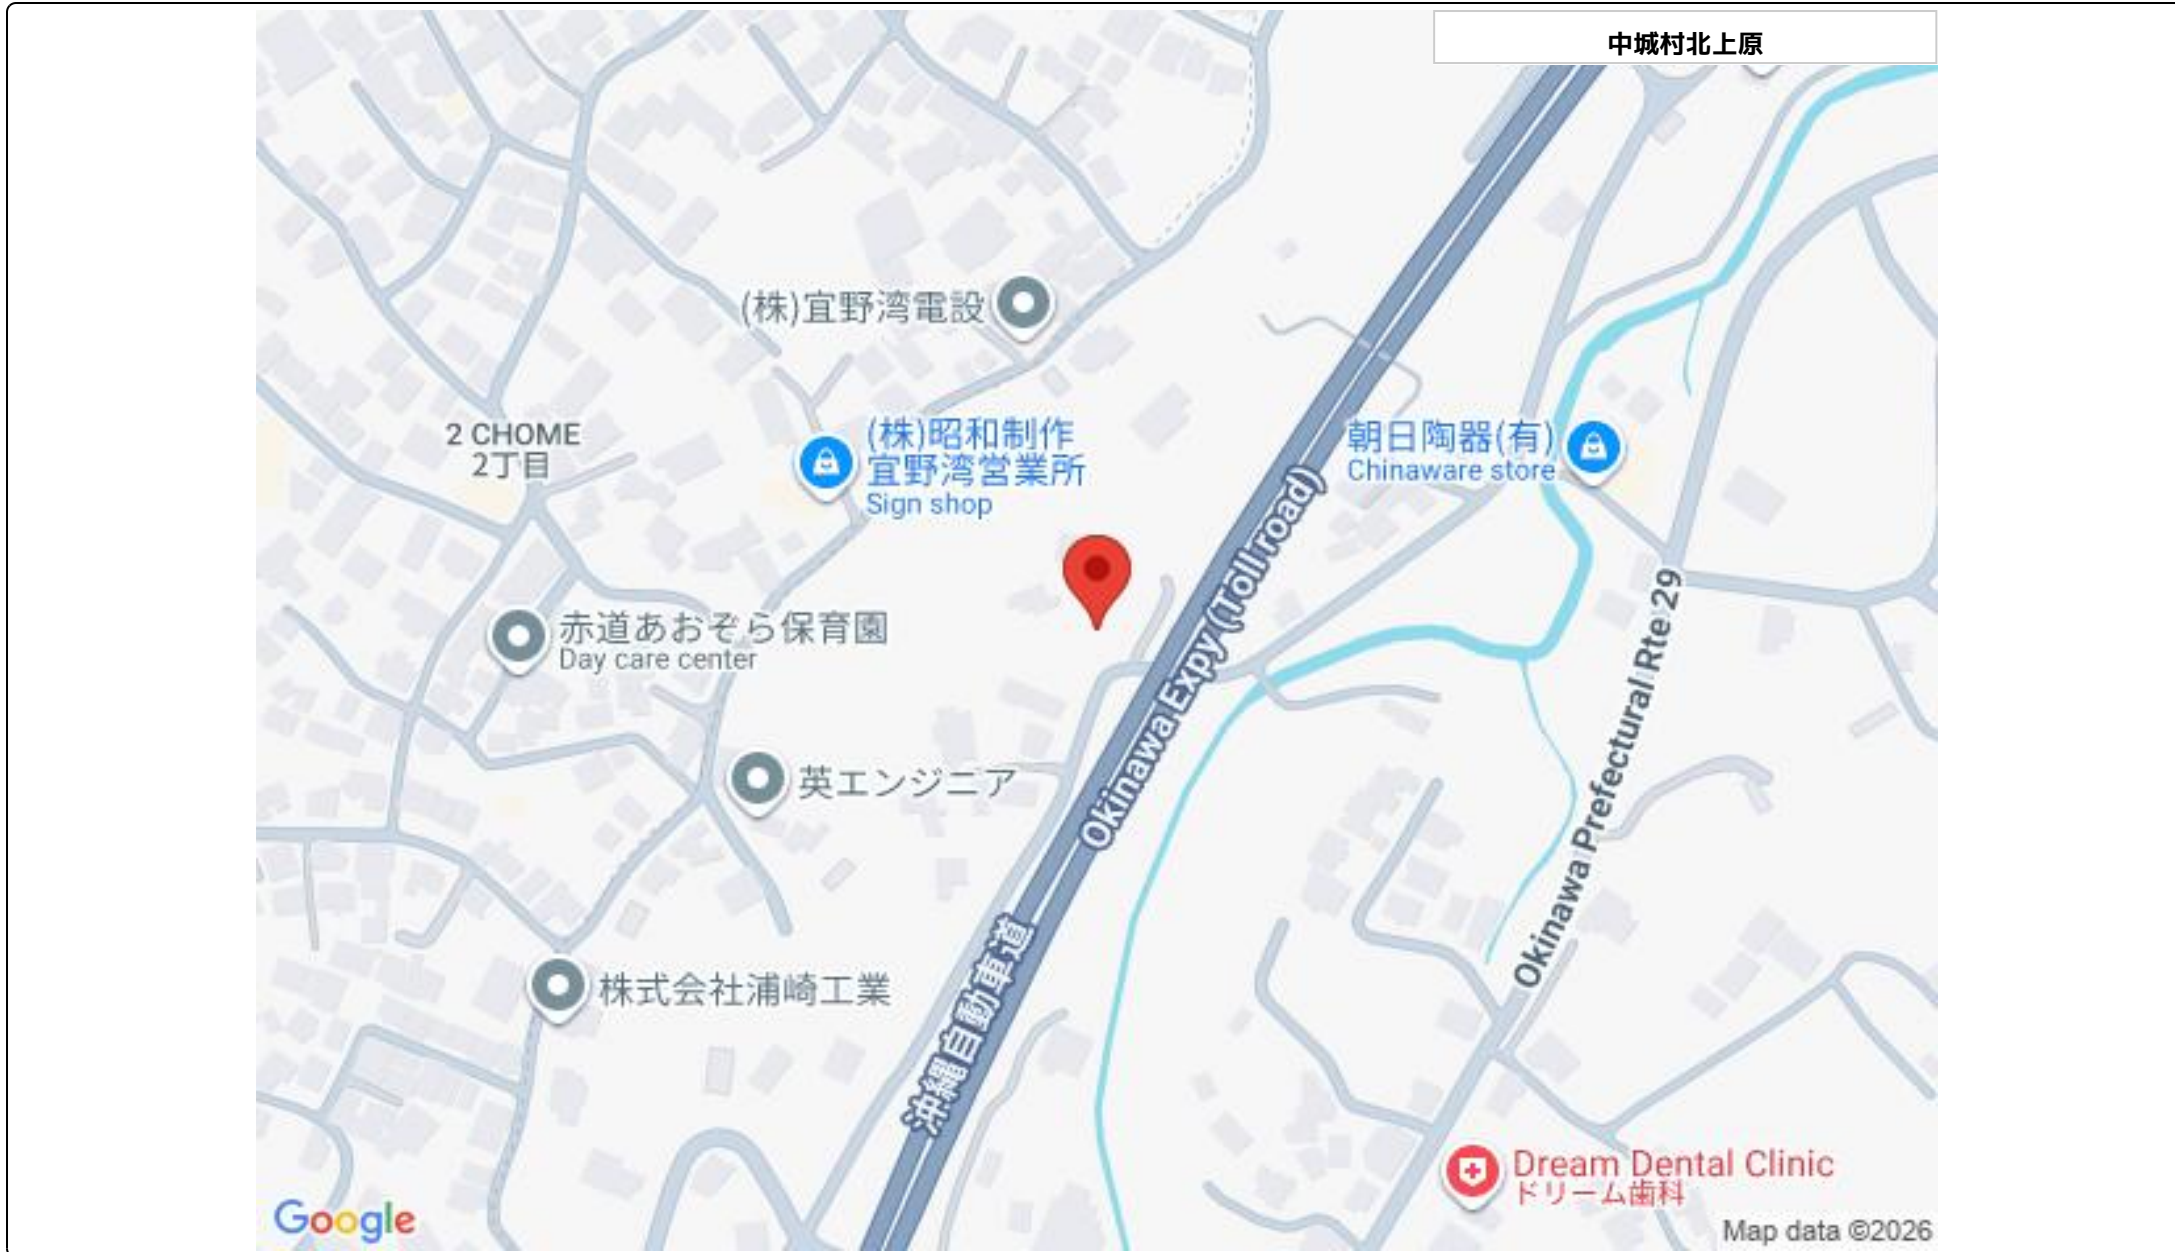 中城村北上原
(株)宜野湾電設
2 CHOME
2丁目
(株)昭和制作
宜野湾営業所
Sign shop
朝日陶器(有)
Chinaware store
Okinawa Expy (Toll road)
赤道あおぞら保育園
Day care center
Okinawa Prefectural Rte 29
英エンジニア
沖縄自動車道
株式会社浦崎工業
Dream Dental Clinic
ドリーム歯科
Google
Map data ©2026